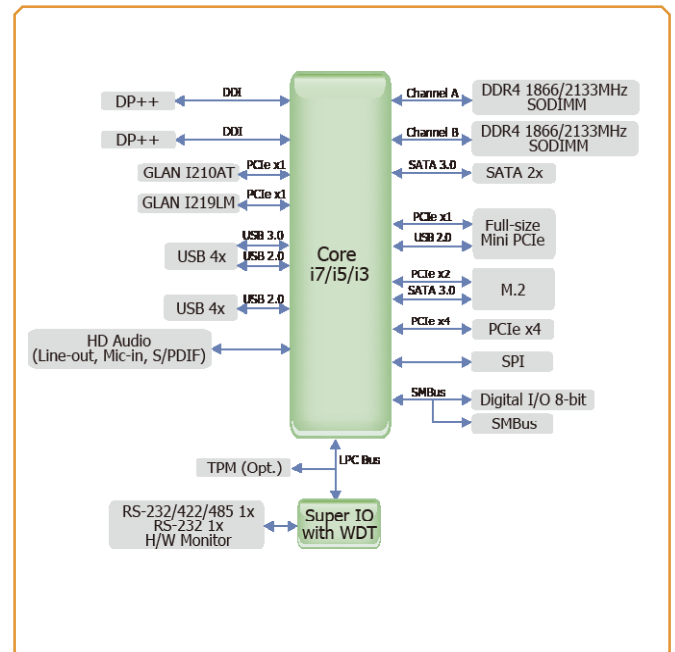 DP++
DDI
DP++
DDI
GLAN I210AT
PCIe x1
GLAN I219LM
PCIe x1
USB 4x
USB 3.0
USB 2.0
USB 4x
USB 2.0
HD Audio
(Line-out, Mic-in, S/PDIF)
Core
i7/i5/i3
Channel A
DDR4 1866/2133MHz
SODIMM
Channel B
DDR4 1866/2133MHz
SODIMM
SATA 3.0
SATA 2x
PCIe x1
USB 2.0
Full-size
Mini PCIe
PCIe x2
SATA 3.0
M.2
PCIe x4
PCIe x4
SPI
SMBus
Digital I/O 8-bit
SMBus
LPC Bus
TPM (Opt.)
RS-232/422/485 1x
RS-232 1x
H/W Monitor
Super IO
with WDT